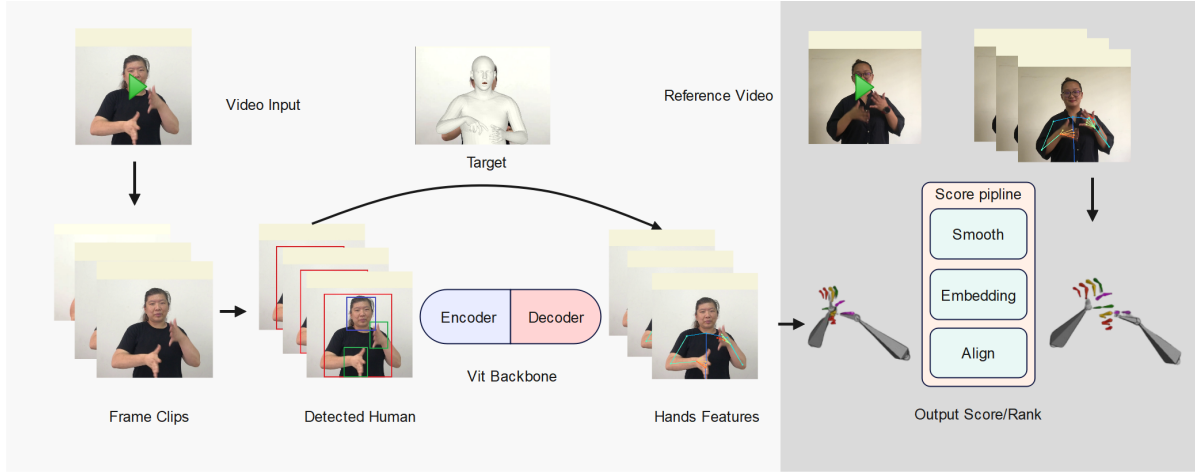 Video Input
Target
Reference Video
Score pipline
Smooth
Embedding
Align
Encoder
Decoder
Vit Backbone
Frame Clips
Detected Human
Hands Features
Output Score/Rank